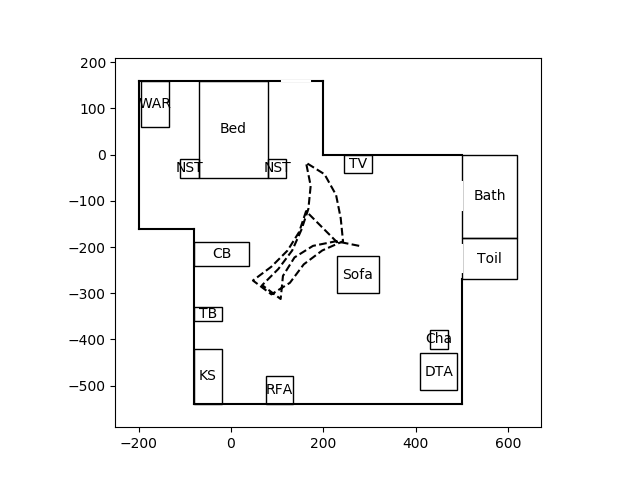 200
100
0
−100
−200
−300
−400
−500
WAR
Bed
NST
NST
TV
Bath
CB
Toil
Sofa
TB
Cha
KS
DTA
RFA
−200
0
200
400
600